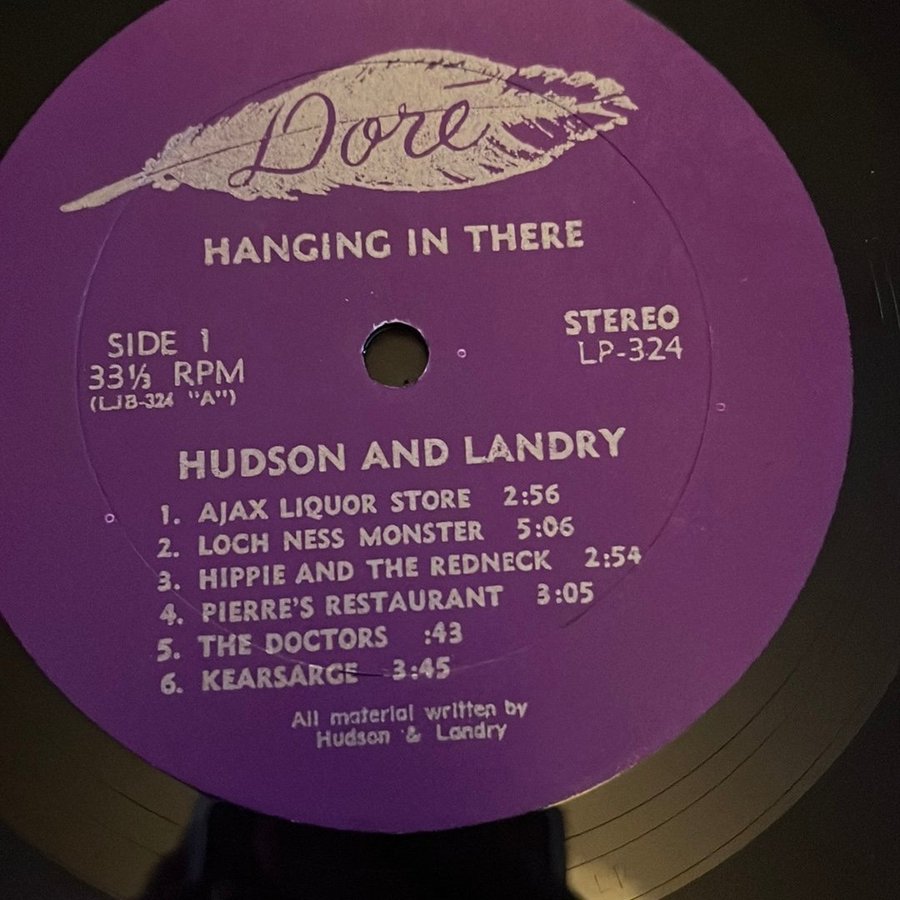 Doré
HANGING IN THERE
SIDE 1
33⅓ RPM
(LJB-324 "A")
STEREO
LP-324
HUDSON AND LANDRY
1. AJAX LIQUOR STORE 2:56
2. LOCH NESS MONSTER 5:06
3. HIPPIE AND THE REDNECK 2:54
4. PIERRE'S RESTAURANT 3:05
5. THE DOCTORS :43
6. KEARSARGE 3:45
All material written by
Hudson & Landry